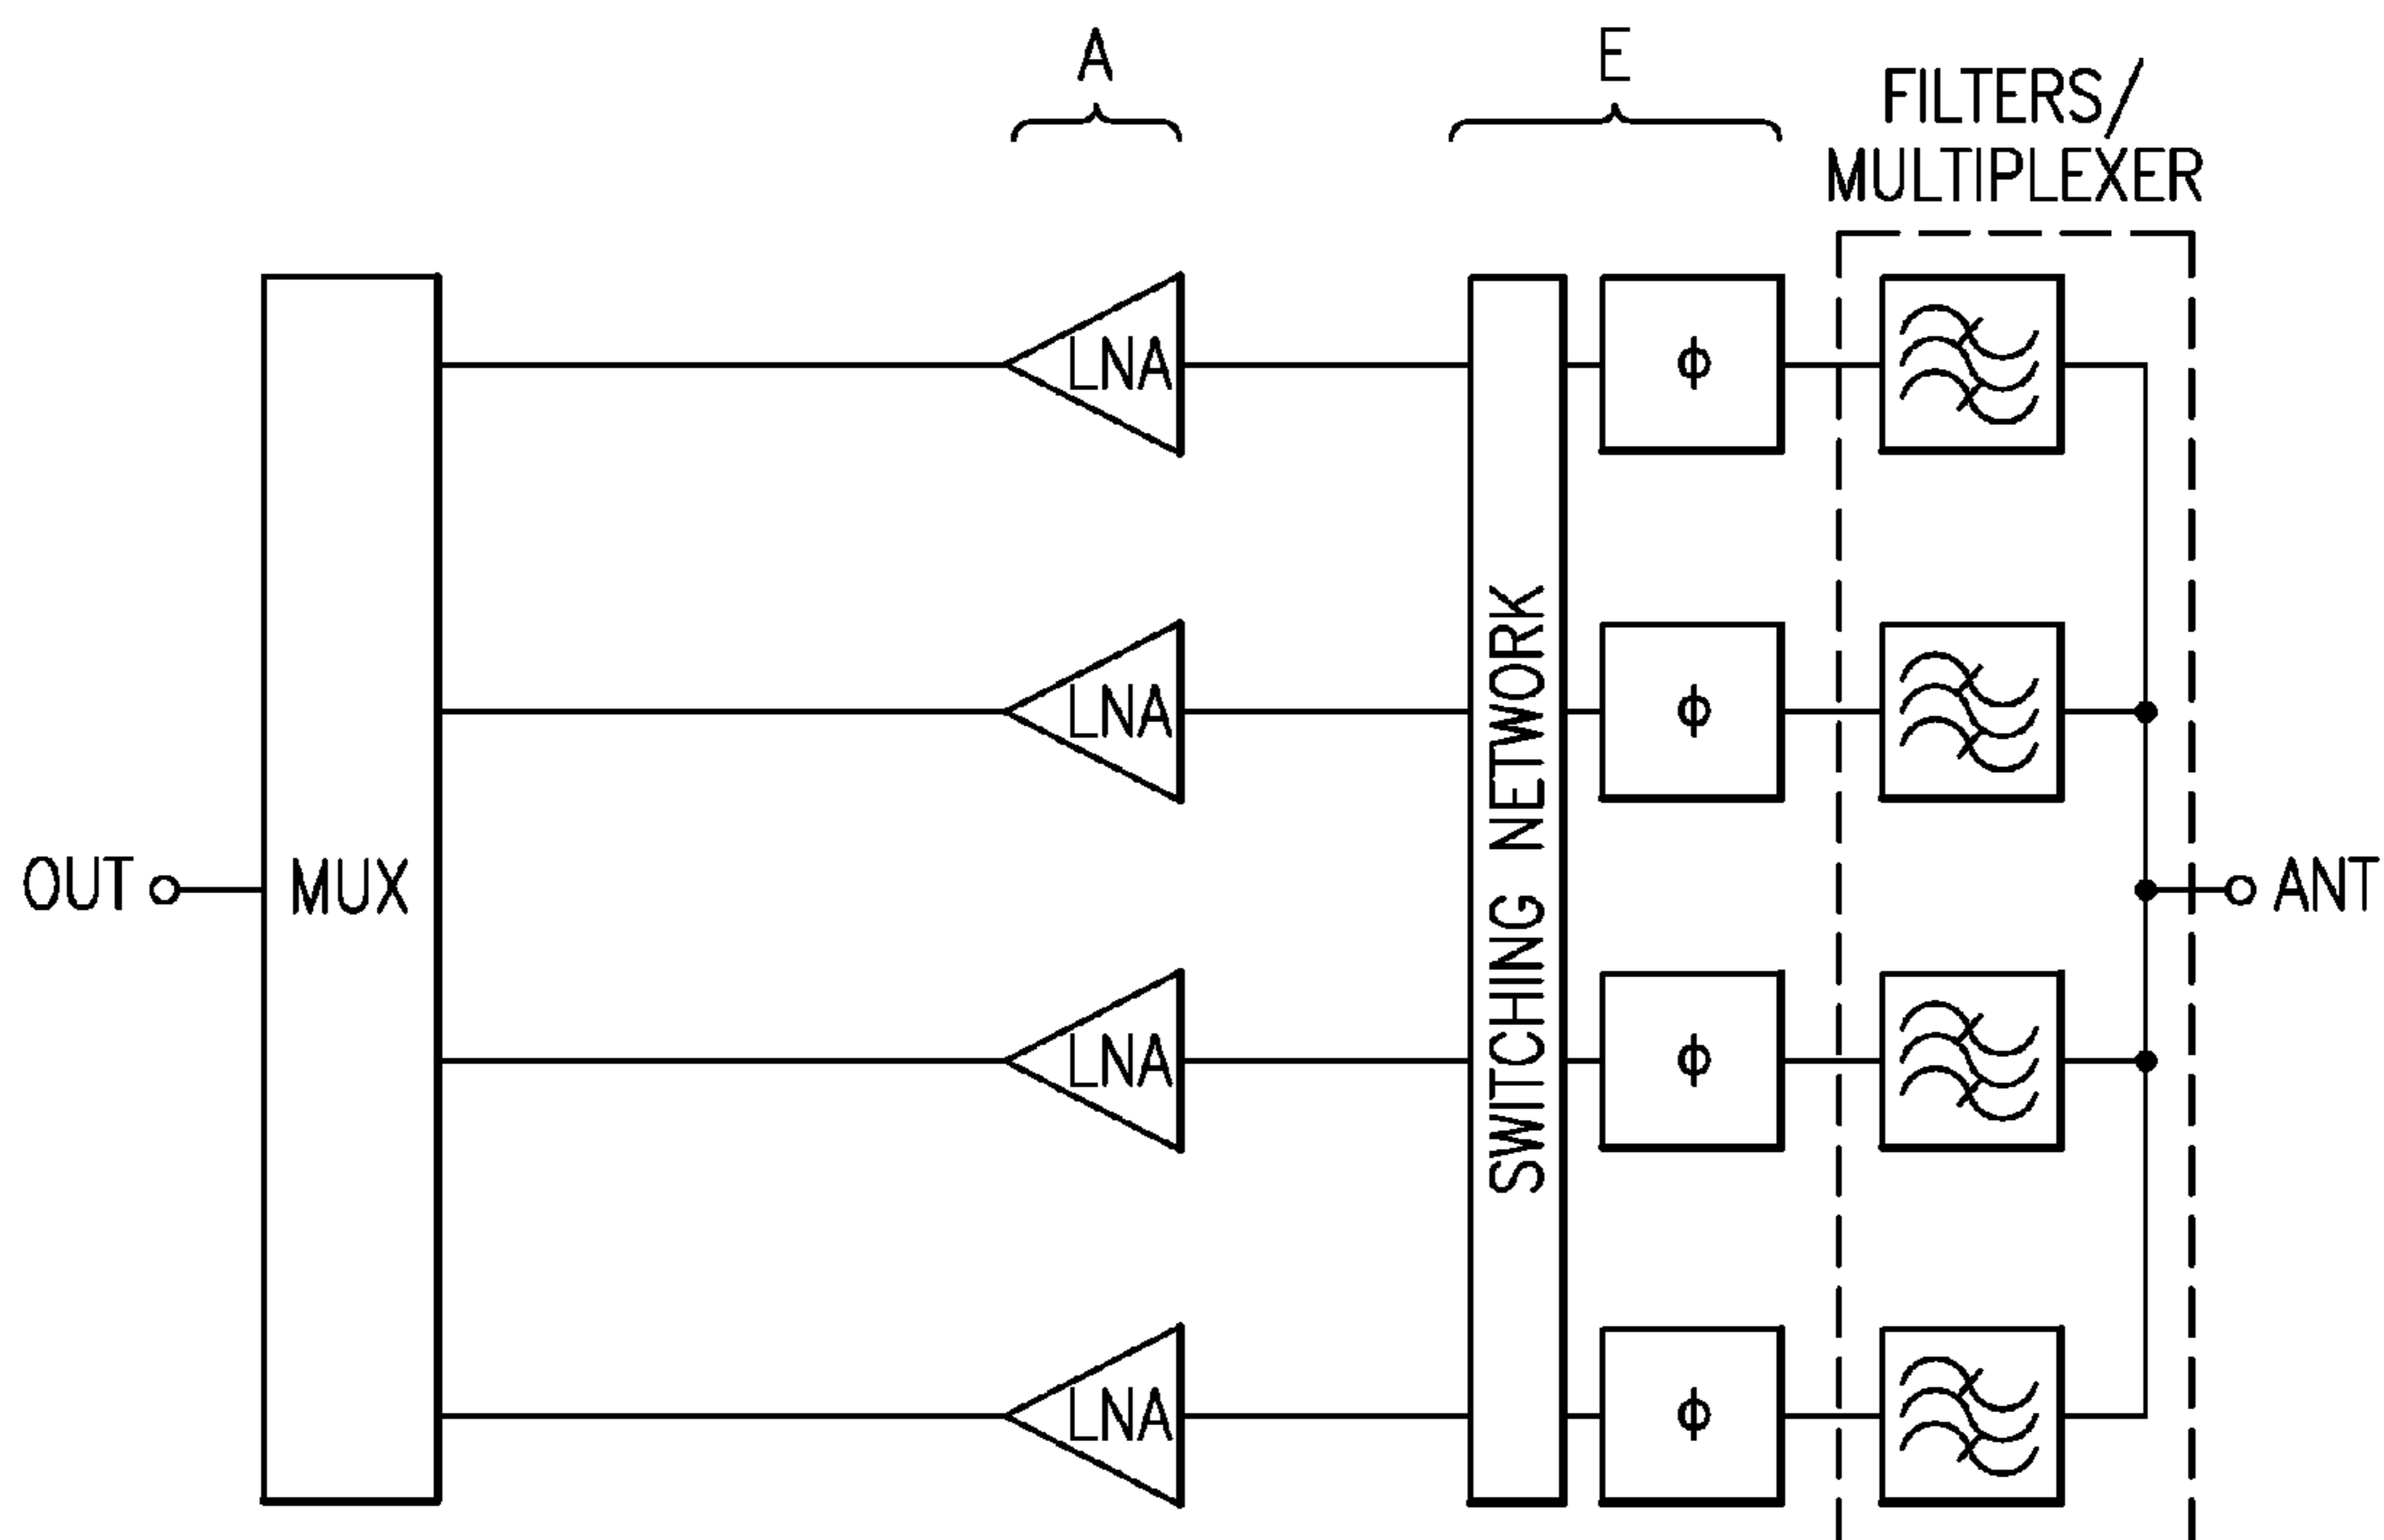 A
E
FILTERS/
MULTIPLEXER
LNA
ϕ
LNA
ϕ
SWITCHING NETWORK
OUT
MUX
ANT
LNA
ϕ
LNA
ϕ